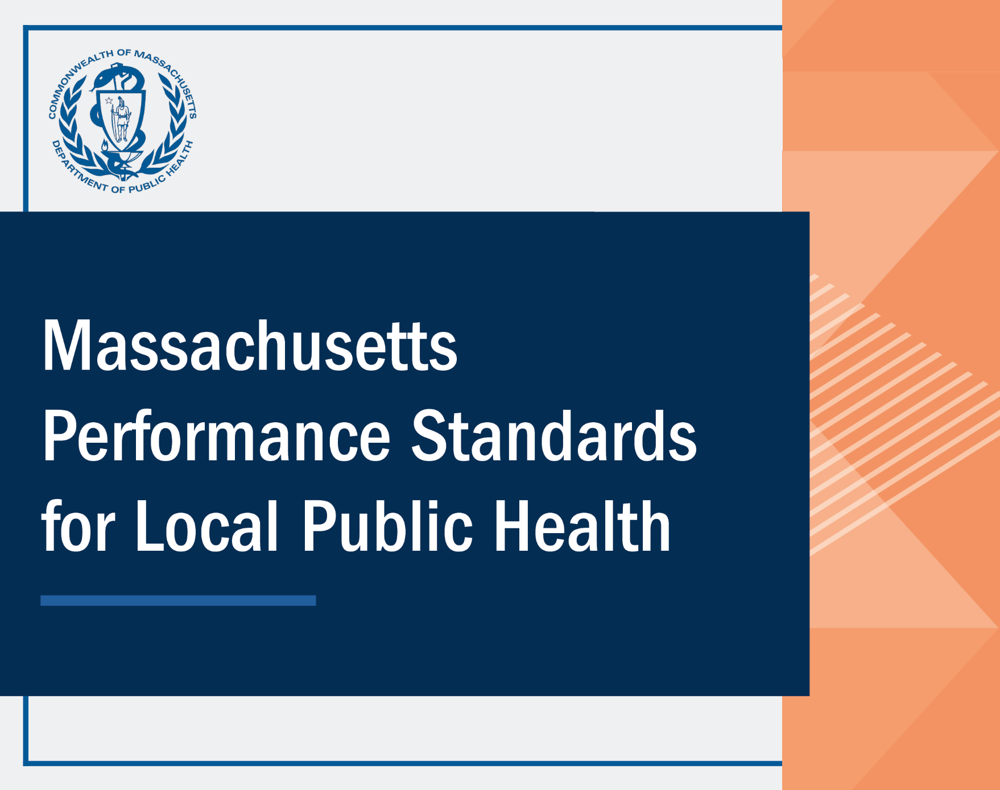 COMMONWEALTH OF MASSACHUSETTS
DEPARTMENT OF PUBLIC HEALTH
Massachusetts
Performance Standards
for Local Public Health